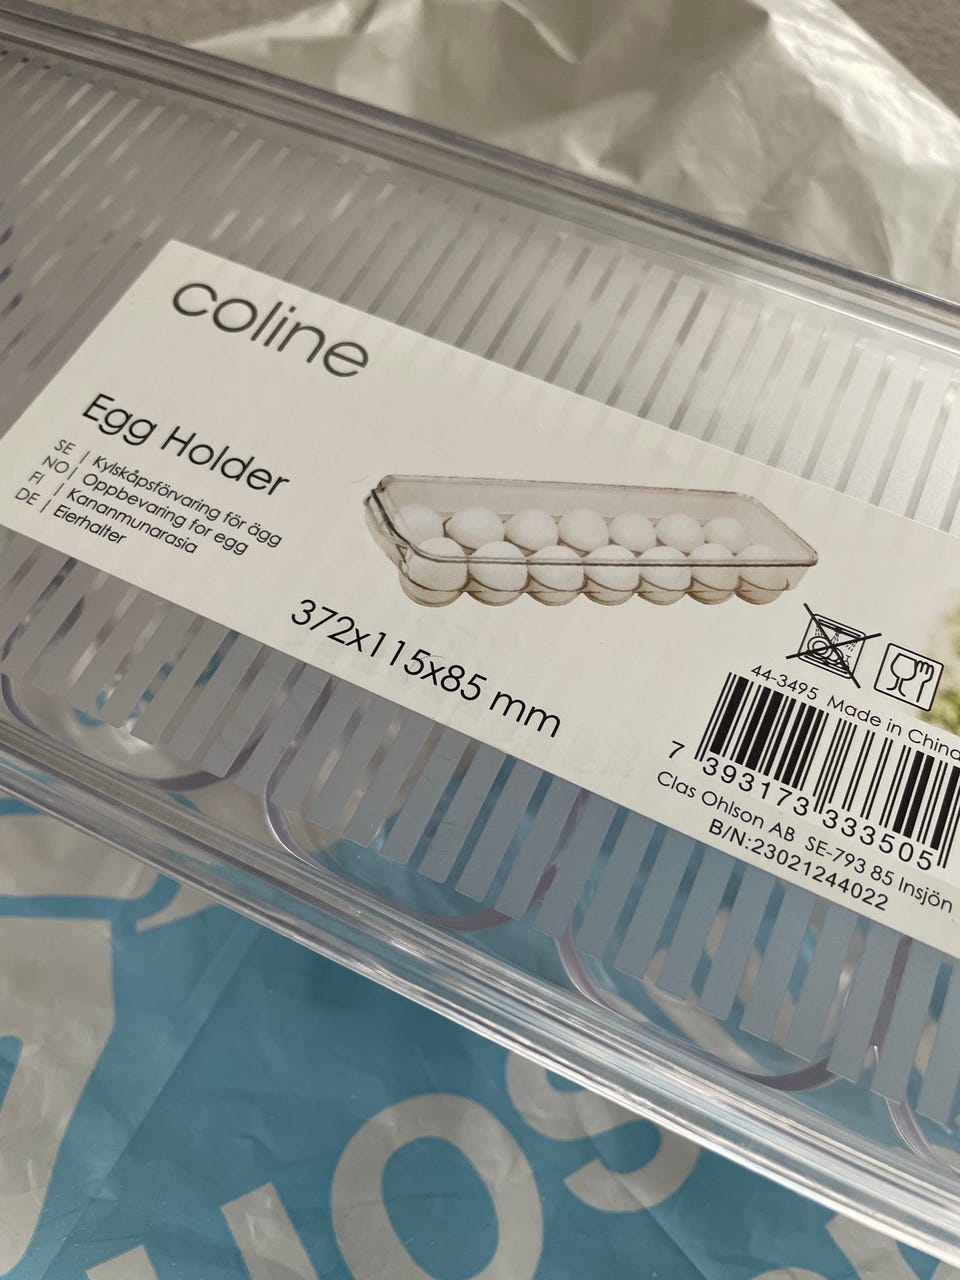 coline
Egg Holder
SE | Kylskåpsförvaring för ägg
NO | Oppbevaring for egg
FI | Kananmunarasia
DE | Eierhalter
372x115x85 mm
44-3495 Made in China
7 393173 333505
Clas Ohlson AB SE-793 85 Insjön
B/N:23021244022